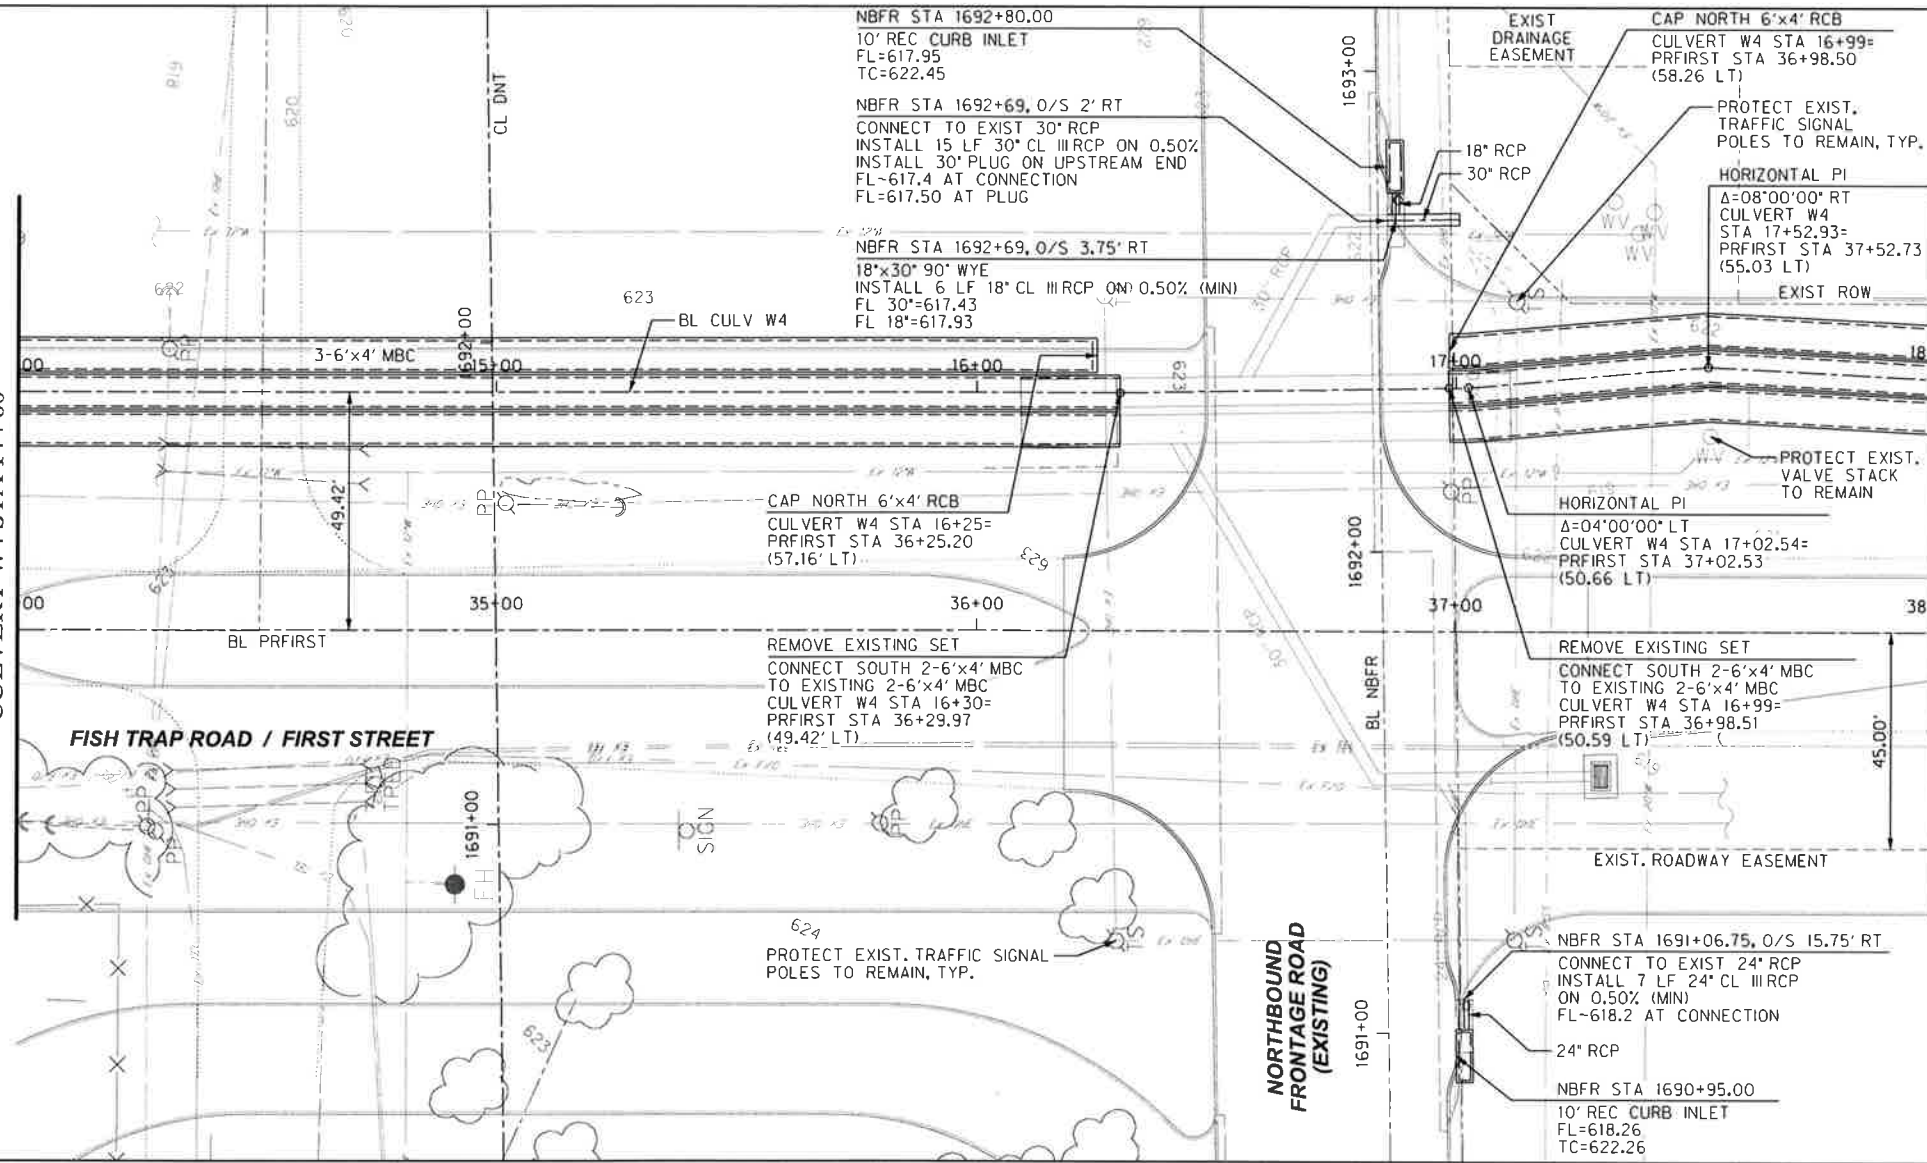 NBFR STA 1692+80.00
10' REC CURB INLET
FL=617.95
TC=622.45
NBFR STA 1692+69, O/S 2' RT
CONNECT TO EXIST 30" RCP
INSTALL 15 LF 30" CL III RCP ON 0.50%
INSTALL 30" PLUG ON UPSTREAM END
FL~617.4 AT CONNECTION
FL=617.50 AT PLUG
NBFR STA 1692+69, O/S 3.75' RT
18"x30" 90° WYE
INSTALL 6 LF 18" CL III RCP ON 0.50% (MIN)
FL 30"=617.43
FL 18"=617.93
EXIST
DRAINAGE
EASEMENT
CAP NORTH 6'x4' RCB
CULVERT W4 STA 16+99=
PRFIRST STA 36+98.50
(58.26 LT)
PROTECT EXIST.
TRAFFIC SIGNAL
POLES TO REMAIN, TYP.
18" RCP
30" RCP
HORIZONTAL PI
Δ=08°00'00" RT
CULVERT W4
STA 17+52.93=
PRFIRST STA 37+52.73
(55.03 LT)
EXIST ROW
1693+00
CL DNT
620
619
622
623
BL CULV W4
3-6'x4' MBC
1692+00
00
15+00
16+00
17+00
18
49.42'
30" RCP
622
623
622
CAP NORTH 6'x4' RCB
CULVERT W4 STA 16+25=
PRFIRST STA 36+25.20
(57.16' LT)
PROTECT EXIST.
VALVE STACK
TO REMAIN
HORIZONTAL PI
Δ=04°00'00" LT
CULVERT W4 STA 17+02.54=
PRFIRST STA 37+02.53
(50.66 LT)
1692+00
623
623
00
35+00
36+00
37+00
38
BL PRFIRST
REMOVE EXISTING SET
CONNECT SOUTH 2-6'x4' MBC
TO EXISTING 2-6'x4' MBC
CULVERT W4 STA 16+30=
PRFIRST STA 36+29.97
(49.42' LT)
30" RCP
BL NBFR
REMOVE EXISTING SET
CONNECT SOUTH 2-6'x4' MBC
TO EXISTING 2-6'x4' MBC
CULVERT W4 STA 16+99=
PRFIRST STA 36+98.51
(50.59 LT)
45.00'
FISH TRAP ROAD / FIRST STREET
1691+00
FH
SIGN
PP
EXIST. ROADWAY EASEMENT
624
PROTECT EXIST. TRAFFIC SIGNAL
POLES TO REMAIN, TYP.
623
NORTHBOUND
FRONTAGE ROAD
(EXISTING)
1691+00
NBFR STA 1691+06.75, O/S 15.75' RT
CONNECT TO EXIST 24" RCP
INSTALL 7 LF 24" CL III RCP
ON 0.50% (MIN)
FL~618.2 AT CONNECTION
24" RCP
NBFR STA 1690+95.00
10' REC CURB INLET
FL=618.26
TC=622.26